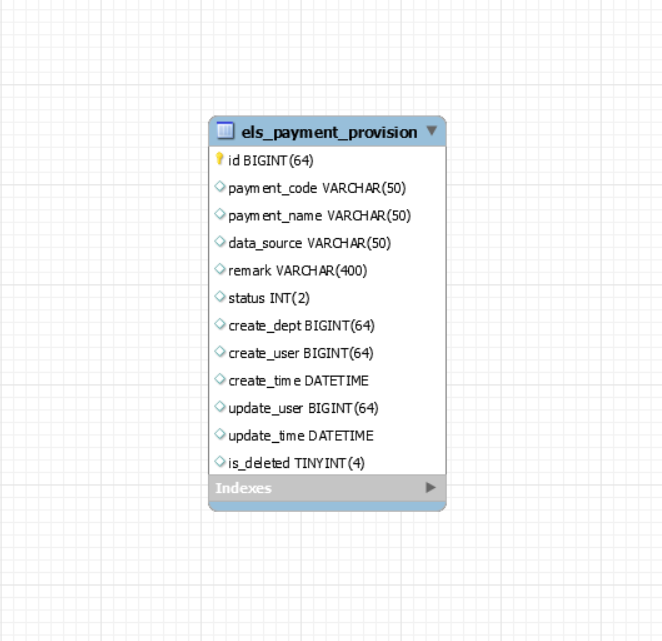 els_payment_provision
id BIGINT(64)
payment_code VARCHAR(50)
payment_name VARCHAR(50)
data_source VARCHAR(50)
remark VARCHAR(400)
status INT(2)
create_dept BIGINT(64)
create_user BIGINT(64)
create_time DATETIME
update_user BIGINT(64)
update_time DATETIME
is_deleted TINYINT(4)
Indexes